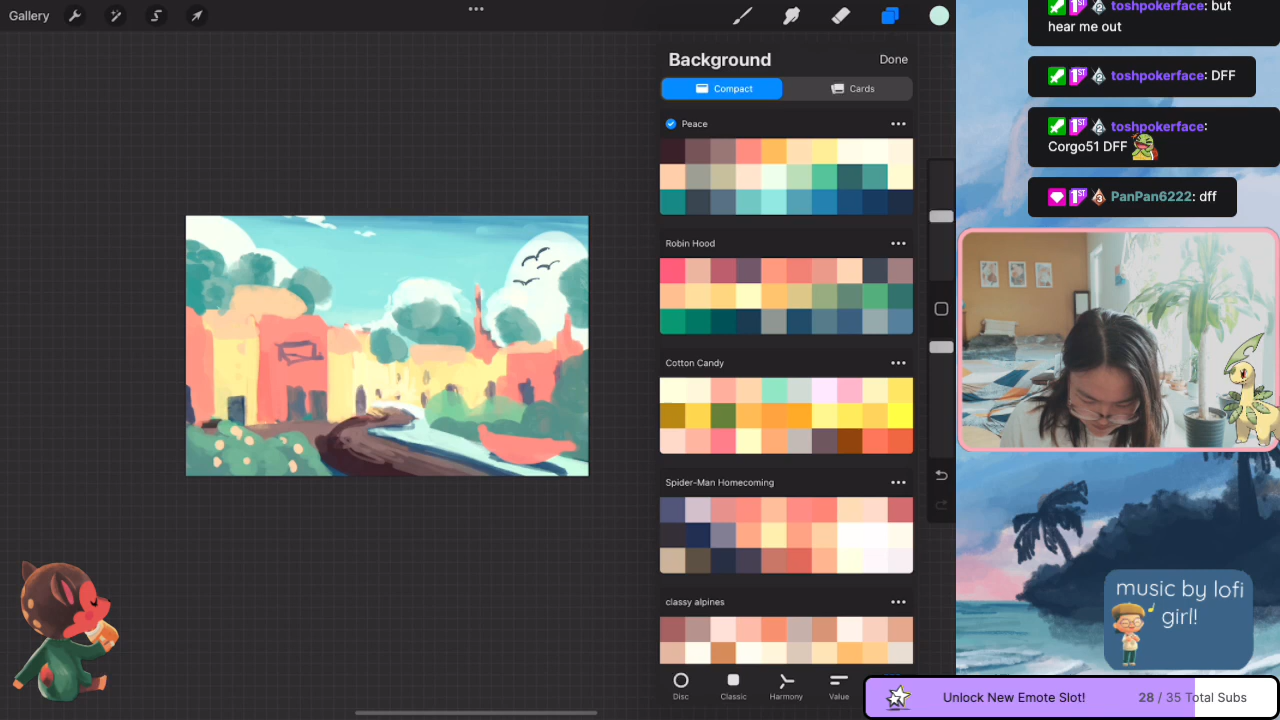 Gallery
Background
Done
Compact
Cards
Peace
Robin Hood
Cotton Candy
Spider-Man Homecoming
classy alpines
Disc
Classic
Harmony
Value
toshpokerface: but
hear me out
toshpokerface: DFF
toshpokerface:
Corgo51 DFF
PanPan6222: dff
music by lofi
girl!
Unlock New Emote Slot!
28 / 35 Total Subs